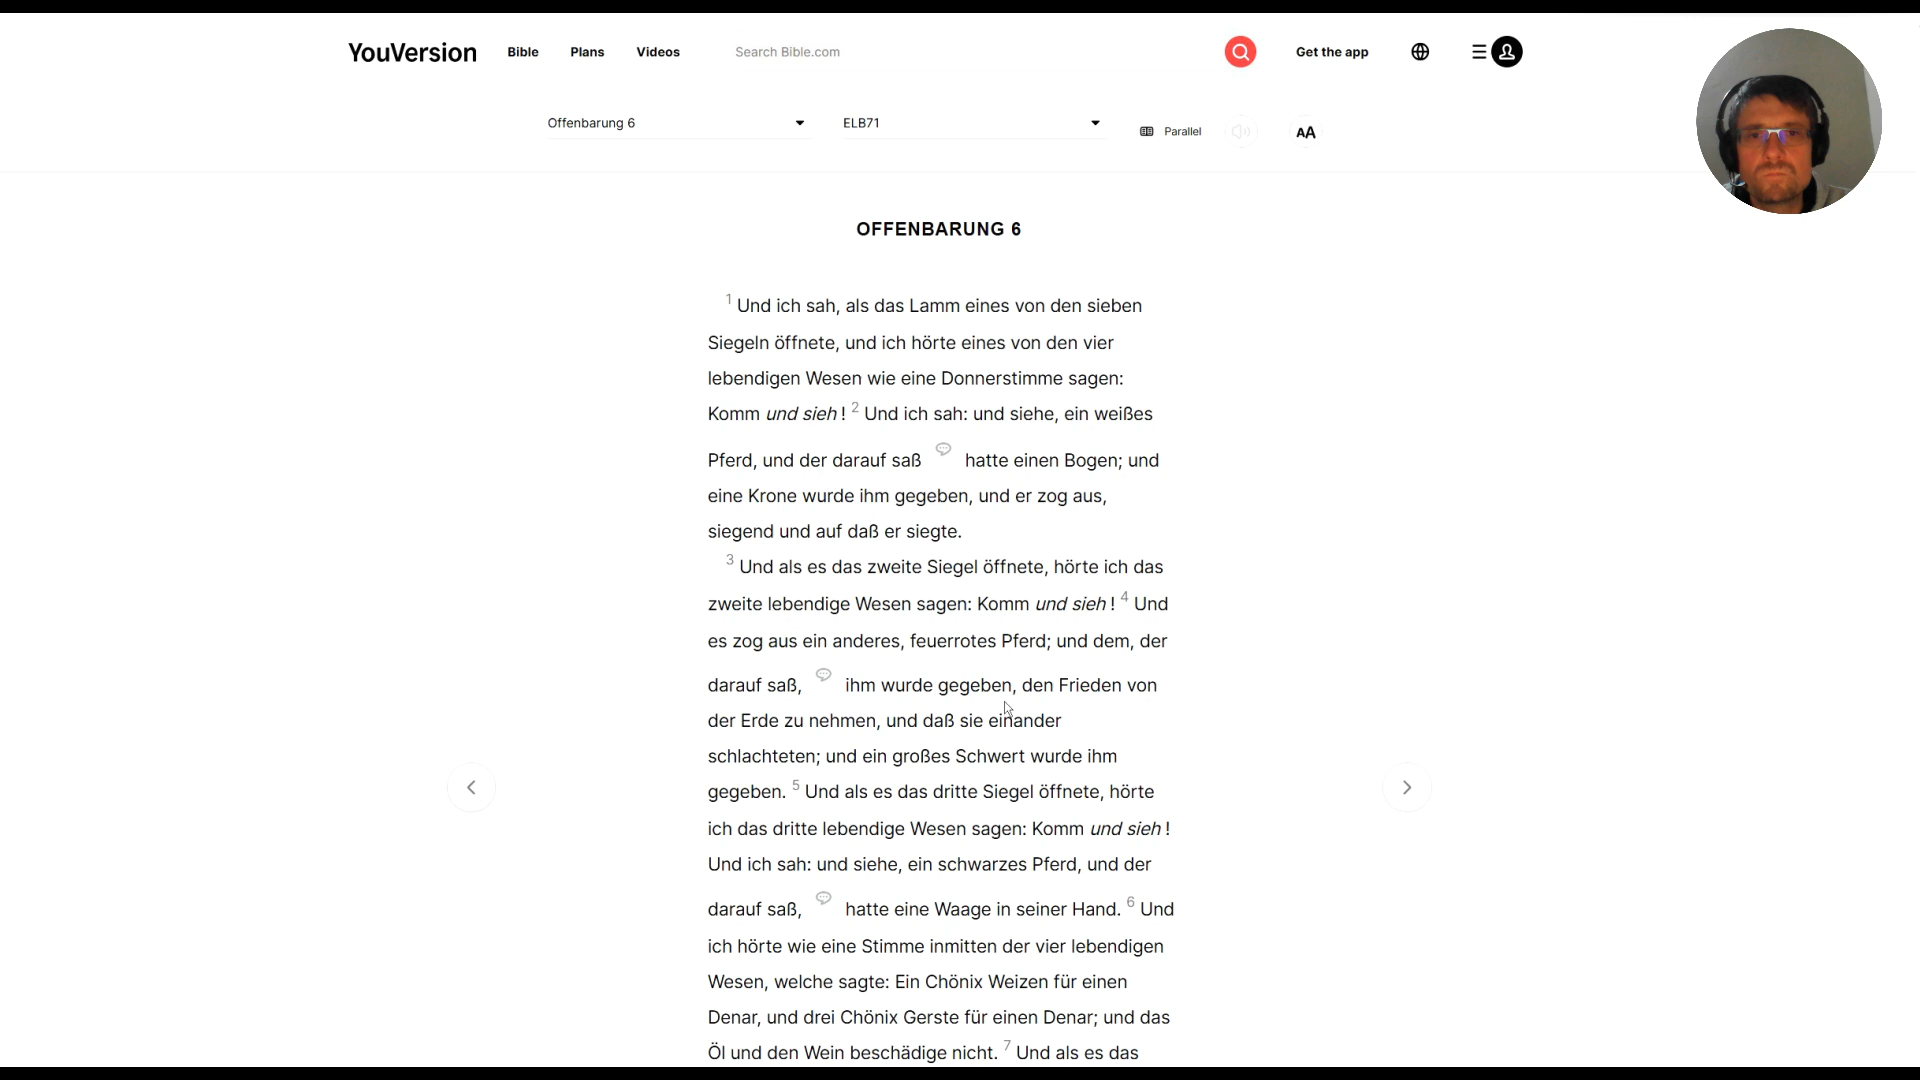 YouVersion Bible Plans Videos Search Bible.com Get the app
Offenbarung 6 ELB71 Parallel AA
OFFENBARUNG 6
1 Und ich sah, als das Lamm eines von den sieben
Siegeln öffnete, und ich hörte eines von den vier
lebendigen Wesen wie eine Donnerstimme sagen:
Komm und sieh ! 2 Und ich sah: und siehe, ein weißes
Pferd, und der darauf saß hatte einen Bogen; und
eine Krone wurde ihm gegeben, und er zog aus,
siegend und auf daß er siegte.
3 Und als es das zweite Siegel öffnete, hörte ich das
zweite lebendige Wesen sagen: Komm und sieh ! 4 Und
es zog aus ein anderes, feuerrotes Pferd; und dem, der
darauf saß, ihm wurde gegeben, den Frieden von
der Erde zu nehmen, und daß sie einander
schlachteten; und ein großes Schwert wurde ihm
gegeben. 5 Und als es das dritte Siegel öffnete, hörte
ich das dritte lebendige Wesen sagen: Komm und sieh !
Und ich sah: und siehe, ein schwarzes Pferd, und der
darauf saß, hatte eine Waage in seiner Hand. 6 Und
ich hörte wie eine Stimme inmitten der vier lebendigen
Wesen, welche sagte: Ein Chönix Weizen für einen
Denar, und drei Chönix Gerste für einen Denar; und das
Öl und den Wein beschädige nicht. 7 Und als es das